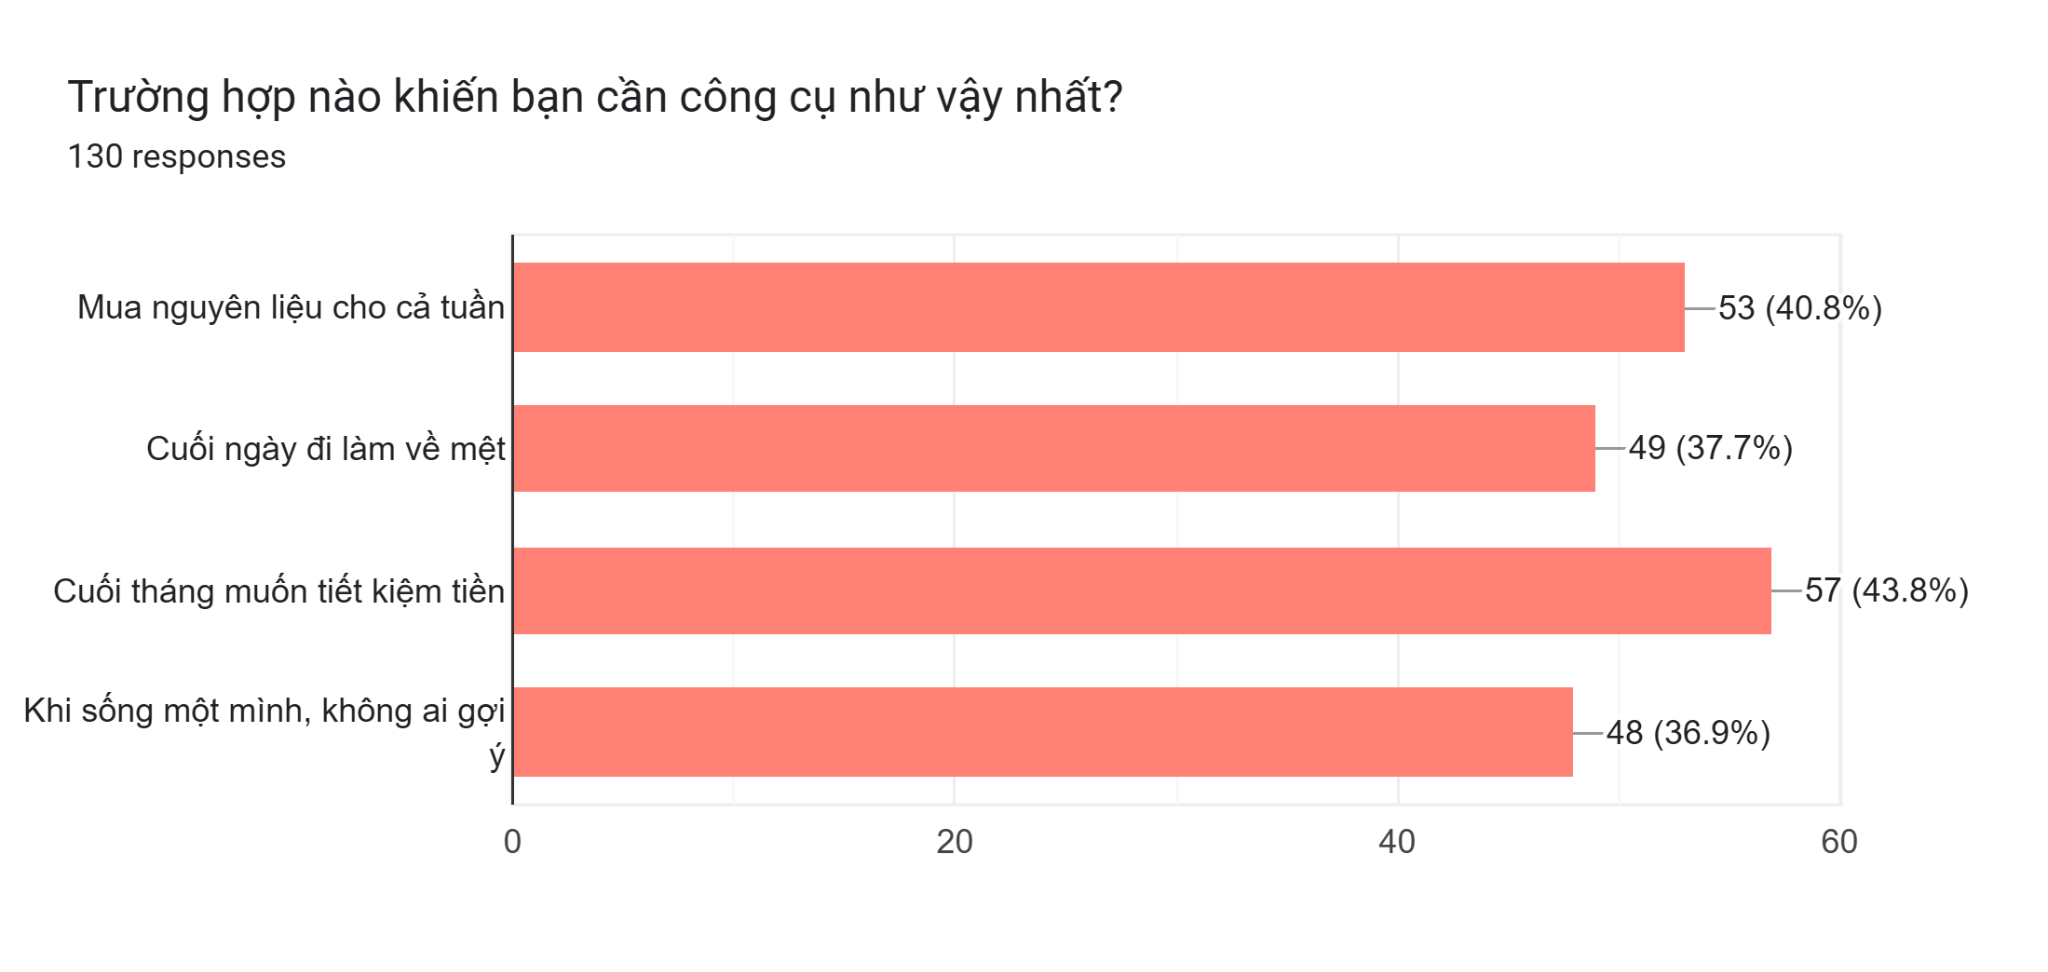 Trường hợp nào khiến bạn cần công cụ như vậy nhất?
130 responses
Mua nguyên liệu cho cả tuần
53 (40.8%)
Cuối ngày đi làm về mệt
49 (37.7%)
Cuối tháng muốn tiết kiệm tiền
57 (43.8%)
Khi sống một mình, không ai gợi
ý
48 (36.9%)
0 20 40 60